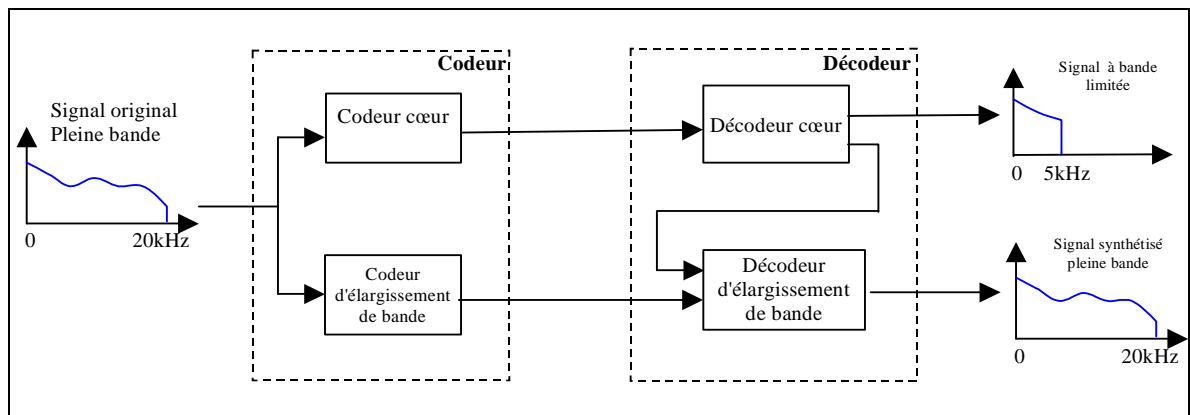 Signal original
Pleine bande
0
20kHz
Codeur
Codeur cœur
Codeur
d'élargissement
de bande
Décodeur
Décodeur cœur
Décodeur
d'élargissement
de bande
Signal à bande
limitée
0
5kHz
Signal synthétisé
pleine bande
0
20kHz